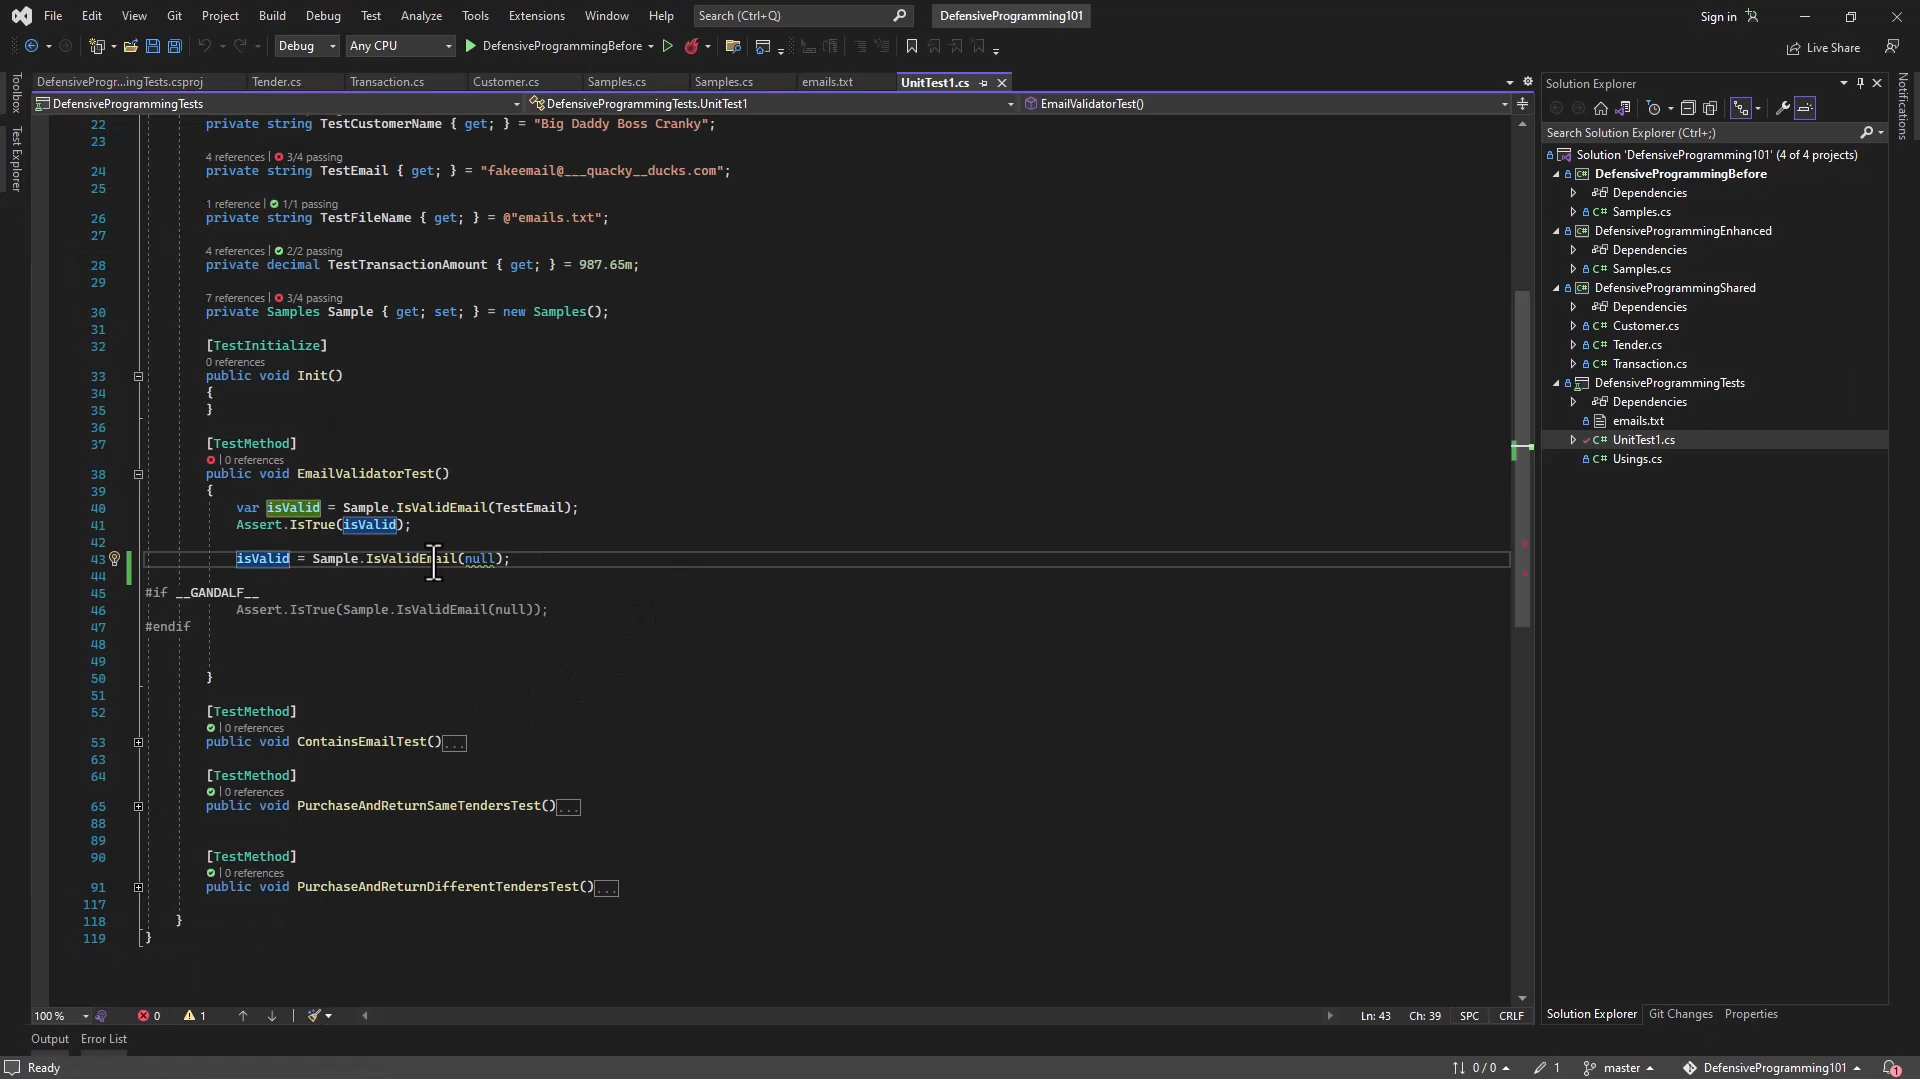 File Edit View Git Project Build Debug Test Analyze Tools Extensions Window Help Search (Ctrl+Q) DefensiveProgramming101 Sign in
Debug Any CPU DefensiveProgrammingBefore Live Share
DefensiveProgr...ingTests.csproj Tender.cs Transaction.cs Customer.cs Samples.cs Samples.cs emails.txt UnitTest1.cs
DefensiveProgrammingTests DefensiveProgrammingTests.UnitTest1 EmailValidatorTest()
Toolbox
Test Explorer
22 private string TestCustomerName { get; } = "Big Daddy Boss Cranky";
23
4 references | 3/4 passing
24 private string TestEmail { get; } = "fakeemail@___quacky__ducks.com";
25
1 reference | 1/1 passing
26 private string TestFileName { get; } = @"emails.txt";
27
4 references | 2/2 passing
28 private decimal TestTransactionAmount { get; } = 987.65m;
29
7 references | 3/4 passing
30 private Samples Sample { get; set; } = new Samples();
31
32 [TestInitialize]
0 references
33 public void Init()
34 {
35 }
36
37 [TestMethod]
| 0 references
38 public void EmailValidatorTest()
39 {
40 var isValid = Sample.IsValidEmail(TestEmail);
41 Assert.IsTrue(isValid);
42
43 isValid = Sample.IsValidEmail(null);
44
45 #if __GANDALF__
46 Assert.IsTrue(Sample.IsValidEmail(null));
47 #endif
48
49
50 }
51
52 [TestMethod]
| 0 references
53 public void ContainsEmailTest()...
63
64 [TestMethod]
| 0 references
65 public void PurchaseAndReturnSameTendersTest()...
88
89
90 [TestMethod]
| 0 references
91 public void PurchaseAndReturnDifferentTendersTest()...
117
118 }
119 }
100 % 0 1 Ln: 43 Ch: 39 SPC CRLF
Output Error List
Ready 0 / 0 1 master DefensiveProgramming101 1
Solution Explorer
Search Solution Explorer (Ctrl+;)
Solution 'DefensiveProgramming101' (4 of 4 projects)
C# DefensiveProgrammingBefore
Dependencies
C# Samples.cs
C# DefensiveProgrammingEnhanced
Dependencies
C# Samples.cs
C# DefensiveProgrammingShared
Dependencies
C# Customer.cs
C# Tender.cs
C# Transaction.cs
DefensiveProgrammingTests
Dependencies
emails.txt
C# UnitTest1.cs
C# Usings.cs
Solution Explorer Git Changes Properties
Notifications